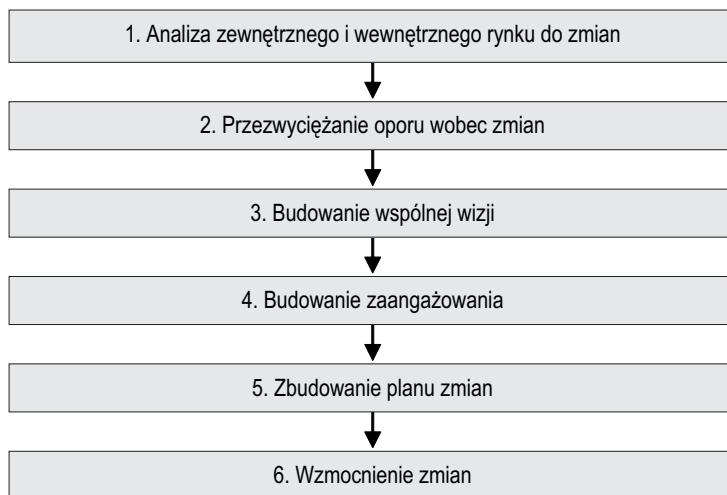 1. Analiza zewnętrznego i wewnętrznego rynku do zmian
2. Przezwyciężanie oporu wobec zmian
3. Budowanie wspólnej wizji
4. Budowanie zaangażowania
5. Zbudowanie planu zmian
6. Wzmocnienie zmian